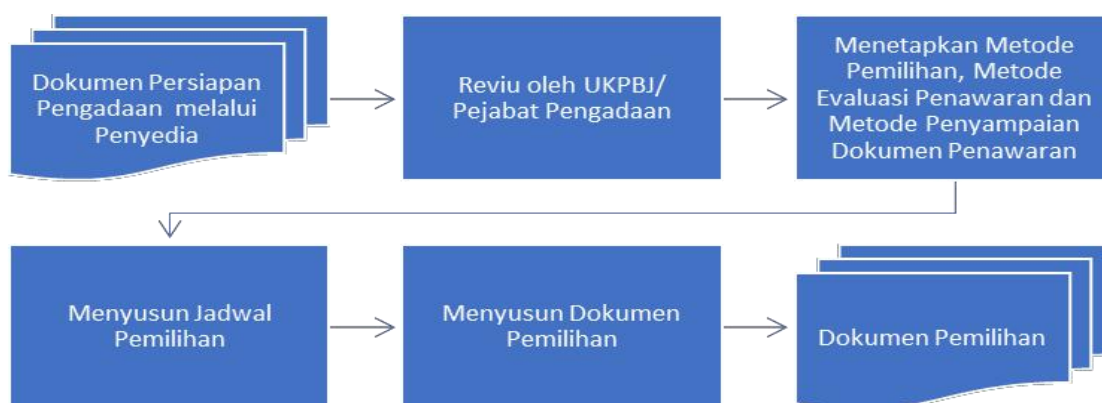 Dokumen Persiapan
Pengadaan melalui
Penyedia
Reviu oleh UKPBJ/
Pejabat Pengadaan
Menetapkan Metode
Pemilihan, Metode
Evaluasi Penawaran dan
Metode Penyampaian
Dokumen Penawaran
Menyusun Jadwal
Pemilihan
Menyusun Dokumen
Pemilihan
Dokumen Pemilihan